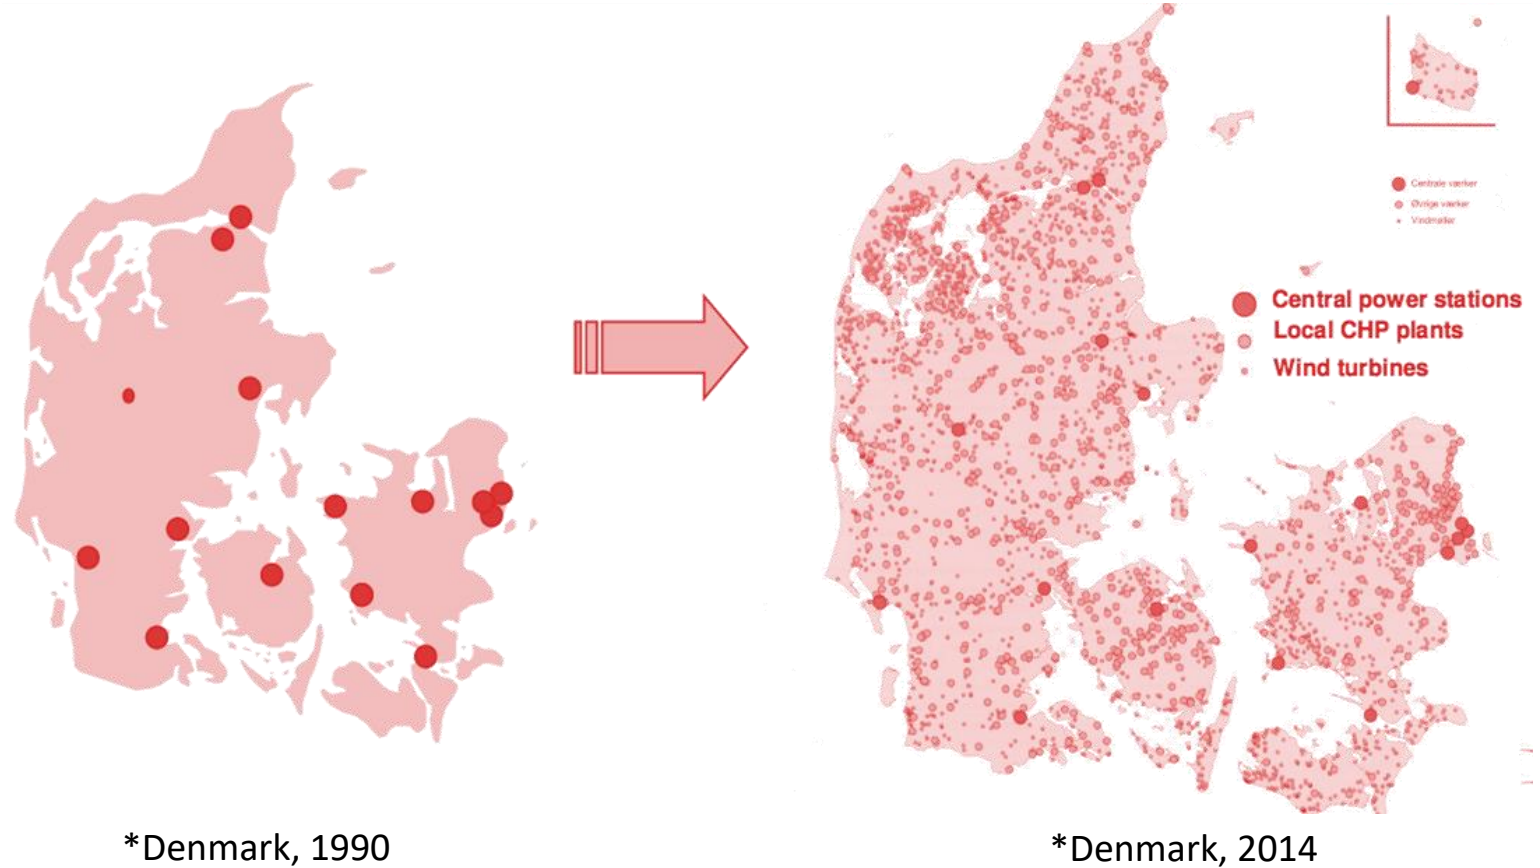 Centrale værker
Øvrige værker
Vindmøller
Central power stations
Local CHP plants
Wind turbines
*Denmark, 1990
*Denmark, 2014